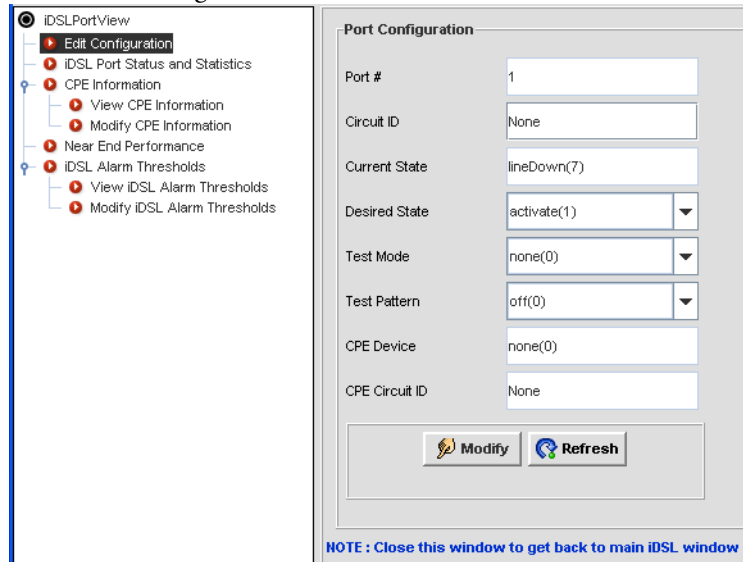 iDSLPortView
Edit Configuration
iDSL Port Status and Statistics
CPE Information
View CPE Information
Modify CPE Information
Near End Performance
iDSL Alarm Thresholds
View iDSL Alarm Thresholds
Modify iDSL Alarm Thresholds
Port Configuration
Port # 1
Circuit ID None
Current State lineDown(7)
Desired State activate(1)
Test Mode none(0)
Test Pattern off(0)
CPE Device none(0)
CPE Circuit ID None
Modify Refresh
NOTE : Close this window to get back to main iDSL window